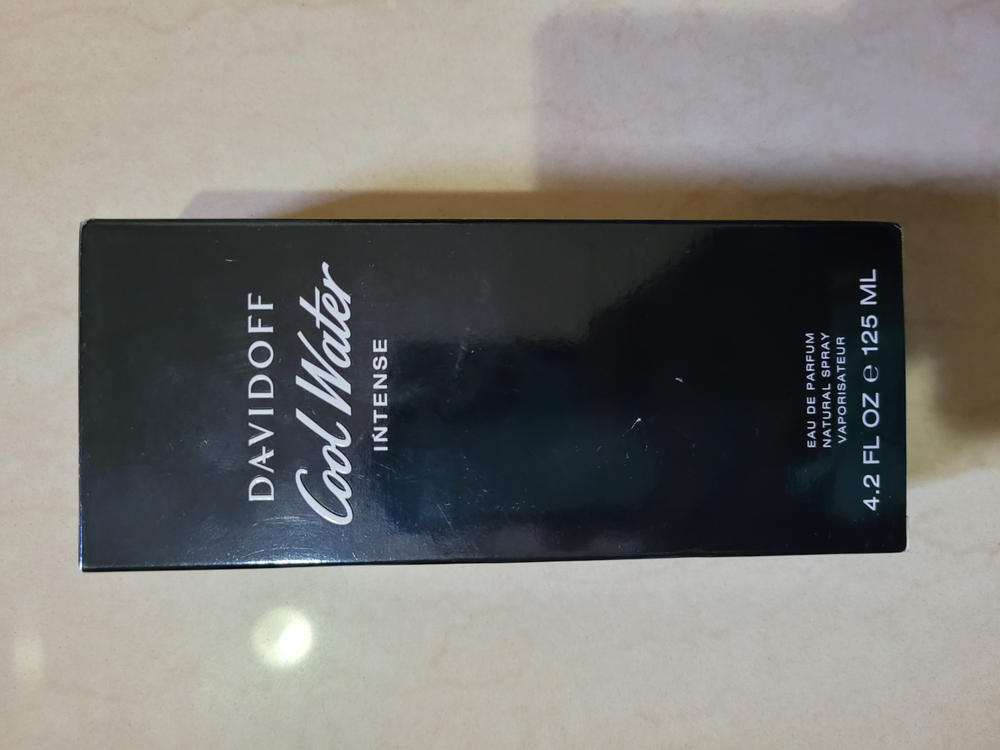 DAVIDOFF
Cool Water
INTENSE
EAU DE PARFUM
NATURAL SPRAY
VAPORISATEUR
4.2 FL OZ ℮ 125 ML